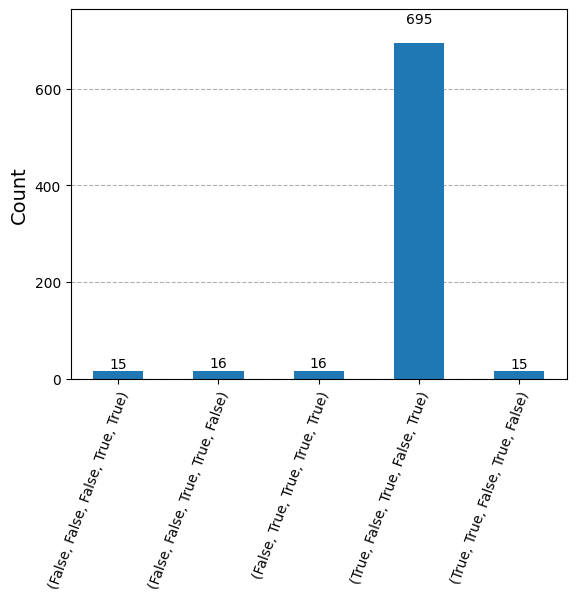 695
600
400
200
0
Count
15
16
16
15
(False, False, False, True, True)
(False, False, True, True, False)
(False, True, True, True, True)
(True, False, True, False, True)
(True, True, False, True, False)